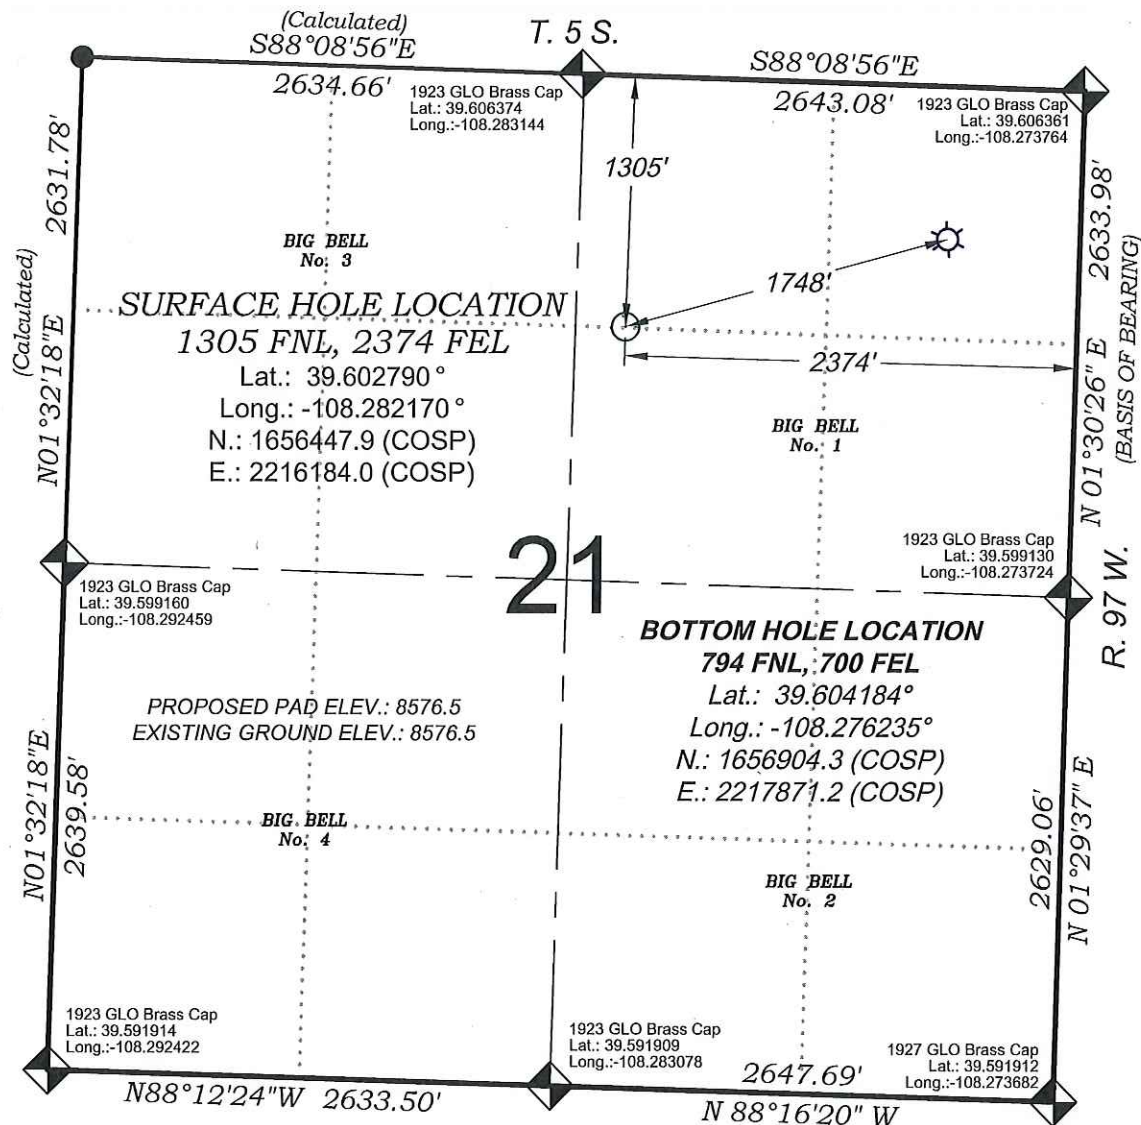 (Calculated)
S88°08'56"E
T. 5 S.
S88°08'56"E
2634.66'
1923 GLO Brass Cap
Lat.: 39.606374
Long.:-108.283144
2643.08'
1923 GLO Brass Cap
Lat.: 39.606361
Long.:-108.273764
2631.78'
1305'
2633.98'
(Calculated)
N01°32'18"E
BIG BELL
No. 3
1748'
SURFACE HOLE LOCATION
1305 FNL, 2374 FEL
Lat.: 39.602790°
Long.: -108.282170°
N.: 1656447.9 (COSP)
E.: 2216184.0 (COSP)
2374'
BIG BELL
No. 1
N 01°30'26" E
(BASIS OF BEARING)
1923 GLO Brass Cap
Lat.: 39.599130
Long.:-108.273724
21
1923 GLO Brass Cap
Lat.: 39.599160
Long.:-108.292459
R. 97 W.
BOTTOM HOLE LOCATION
794 FNL, 700 FEL
Lat.: 39.604184°
Long.: -108.276235°
N.: 1656904.3 (COSP)
E.: 2217871.2 (COSP)
PROPOSED PAD ELEV.: 8576.5
EXISTING GROUND ELEV.: 8576.5
N01°32'18"E
2639.58'
BIG BELL
No. 4
BIG BELL
No. 2
2629.06'
N 01°29'37" E
1923 GLO Brass Cap
Lat.: 39.591914
Long.:-108.292422
1923 GLO Brass Cap
Lat.: 39.591909
Long.:-108.283078
1927 GLO Brass Cap
Lat.: 39.591912
Long.:-108.273682
N88°12'24"W 2633.50'
2647.69'
N 88°16'20" W